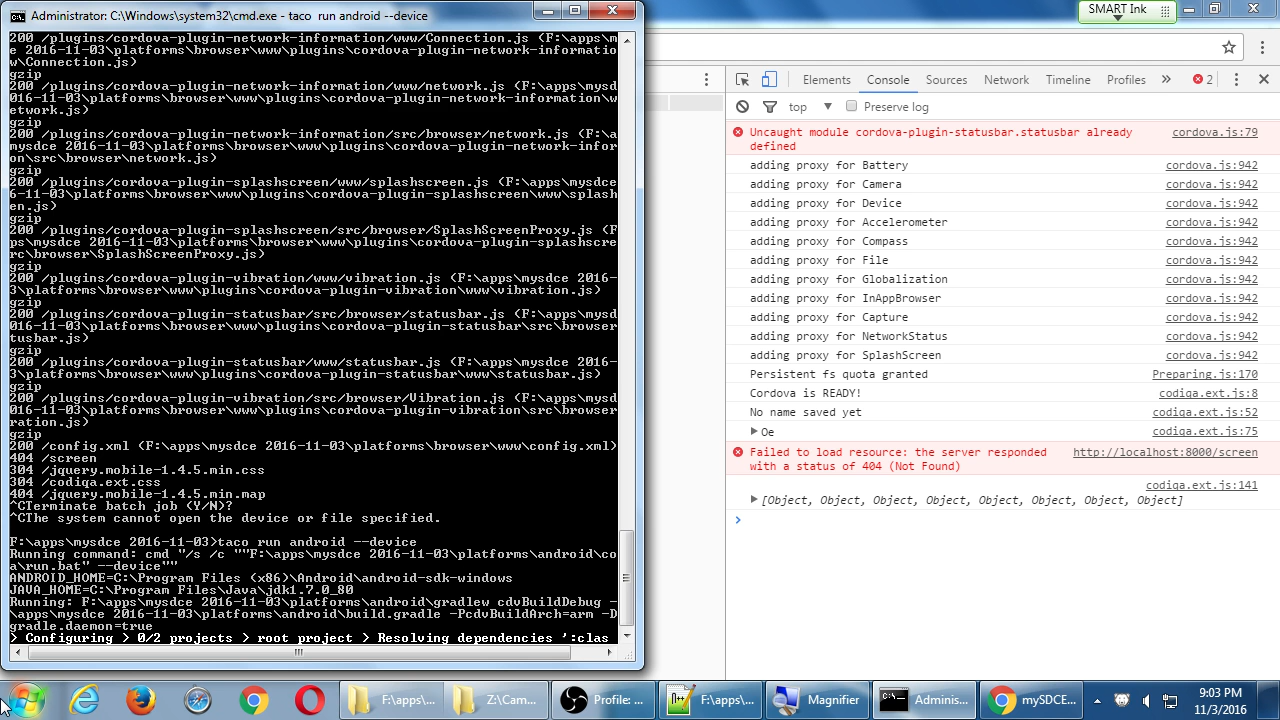 Administrator: C:\Windows\system32\cmd.exe - taco run android --device
200 /plugins/cordova-plugin-network-information/www/Connection.js (F:\apps\m
e 2016-11-03\platforms\browser\www\plugins\cordova-plugin-network-informatio
w\Connection.js)
gzip
200 /plugins/cordova-plugin-network-information/www/network.js (F:\apps\mysd
016-11-03\platforms\browser\www\plugins\cordova-plugin-network-information\w
etwork.js)
gzip
200 /plugins/cordova-plugin-network-information/src/browser/network.js (F:\a
mysdce 2016-11-03\platforms\browser\www\plugins\cordova-plugin-network-infor
on\src\browser\network.js)
gzip
200 /plugins/cordova-plugin-splashscreen/www/splashscreen.js (F:\apps\mysdce
6-11-03\platforms\browser\www\plugins\cordova-plugin-splashscreen\www\splash
en.js)
gzip
200 /plugins/cordova-plugin-splashscreen/src/browser/SplashScreenProxy.js (F
ps\mysdce 2016-11-03\platforms\browser\www\plugins\cordova-plugin-splashscre
rc\browser\SplashScreenProxy.js)
gzip
200 /plugins/cordova-plugin-vibration/www/vibration.js (F:\apps\mysdce 2016-
3\platforms\browser\www\plugins\cordova-plugin-vibration\www\vibration.js)
gzip
200 /plugins/cordova-plugin-statusbar/src/browser/statusbar.js (F:\apps\mysd
016-11-03\platforms\browser\www\plugins\cordova-plugin-statusbar\src\browser
tusbar.js)
gzip
200 /plugins/cordova-plugin-statusbar/www/statusbar.js (F:\apps\mysdce 2016-
3\platforms\browser\www\plugins\cordova-plugin-statusbar\www\statusbar.js)
gzip
200 /plugins/cordova-plugin-vibration/src/browser/Vibration.js (F:\apps\mysd
016-11-03\platforms\browser\www\plugins\cordova-plugin-vibration\src\browser
ration.js)
gzip
200 /config.xml (F:\apps\mysdce 2016-11-03\platforms\browser\www\config.xml)
404 /screen
304 /jquery.mobile-1.4.5.min.css
304 /codiqa.ext.css
404 /jquery.mobile-1.4.5.min.map
^CTerminate batch job (Y/N)?
^CThe system cannot open the device or file specified.
F:\apps\mysdce 2016-11-03>taco run android --device
Running command: cmd "/s /c ""F:\apps\mysdce 2016-11-03\platforms\android\co
a\run.bat" --device""
ANDROID_HOME=C:\Program Files (x86)\Android\android-sdk-windows
JAVA_HOME=C:\Program Files\Java\jdk1.7.0_80
Running: F:\apps\mysdce 2016-11-03\platforms\android\gradlew cdvBuildDebug -
\apps\mysdce 2016-11-03\platforms\android\build.gradle -PcdvBuildArch=arm -D
gradle.daemon=true
> Configuring > 0/2 projects > root project > Resolving dependencies ':clas
SMART Ink
Elements Console Sources Network Timeline Profiles » 2
top Preserve log
Uncaught module cordova-plugin-statusbar.statusbar already cordova.js:79
defined
adding proxy for Battery cordova.js:942
adding proxy for Camera cordova.js:942
adding proxy for Device cordova.js:942
adding proxy for Accelerometer cordova.js:942
adding proxy for Compass cordova.js:942
adding proxy for File cordova.js:942
adding proxy for Globalization cordova.js:942
adding proxy for InAppBrowser cordova.js:942
adding proxy for Capture cordova.js:942
adding proxy for NetworkStatus cordova.js:942
adding proxy for SplashScreen cordova.js:942
Persistent fs quota granted Preparing.js:170
Cordova is READY! codiqa.ext.js:8
No name saved yet codiqa.ext.js:52
Oe codiqa.ext.js:75
Failed to load resource: the server responded http://localhost:8000/screen
with a status of 404 (Not Found)
codiqa.ext.js:141
[Object, Object, Object, Object, Object, Object, Object, Object]
F:\apps\... Z:\Cam... Profile: ... F:\apps\... Magnifier Adminis... mySDCE... 9:03 PM
11/3/2016